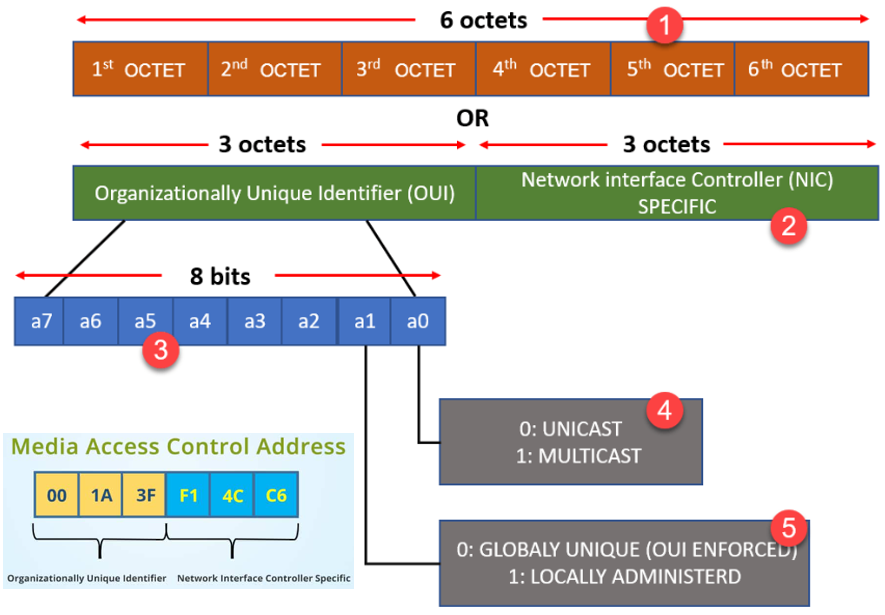 6 octets
1
1st OCTET 2nd OCTET 3rd OCTET 4th OCTET 5th OCTET 6th OCTET
OR
3 octets 3 octets
Organizationally Unique Identifier (OUI)
Network interface Controller (NIC)
SPECIFIC
2
8 bits
a7 a6 a5 a4 a3 a2 a1 a0
3
4
0: UNICAST
1: MULTICAST
Media Access Control Address
00 1A 3F F1 4C C6
Organizationally Unique Identifier Network Interface Controller Specific
5
0: GLOBALY UNIQUE (OUI ENFORCED)
1: LOCALLY ADMINISTERD